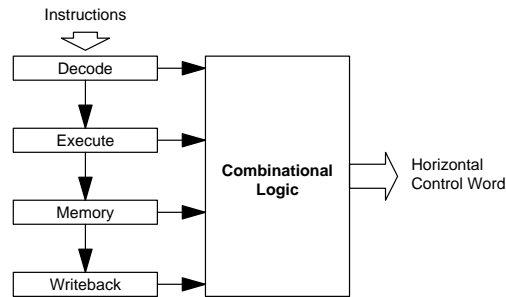 Instructions
Decode
Execute
Memory
Writeback
Combinational
Logic
Horizontal
Control Word